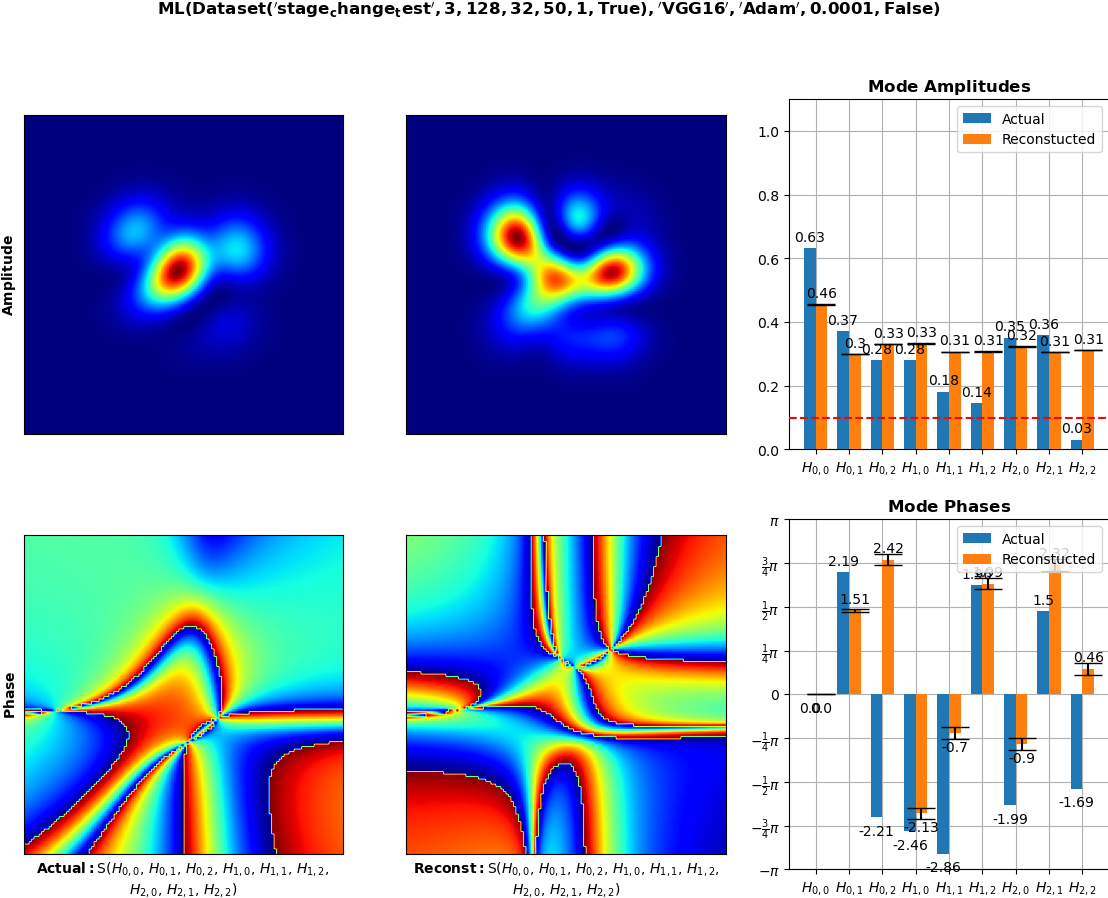 ML(Dataset('stage_change_test', 3, 128, 32, 50, 1, True), 'VGG16', 'Adam', 0.0001, False)
Amplitude
Mode Amplitudes
Actual
Reconstucted
1.0
0.8
0.6
0.4
0.2
0.0
0.63
0.46
0.37
0.3
0.28
0.33
0.28
0.33
0.18
0.31
0.14
0.31
0.35
0.32
0.36
0.31
0.03
0.31
H0,0 H0,1 H0,2 H1,0 H1,1 H1,2 H2,0 H2,1 H2,2
Phase
Mode Phases
Actual
Reconstucted
π
3/4π
1/2π
1/4π
0
−1/4π
−1/2π
−3/4π
−π
0.0
0.0
2.19
1.51
-2.21
2.42
-2.46
-2.13
-2.86
-0.7
-1.99
-0.9
1.5
2.32
-1.69
0.46
H0,0 H0,1 H0,2 H1,0 H1,1 H1,2 H2,0 H2,1 H2,2
Actual: S(H0,0, H0,1, H0,2, H1,0, H1,1, H1,2,
H2,0, H2,1, H2,2)
Reconst: S(H0,0, H0,1, H0,2, H1,0, H1,1, H1,2,
H2,0, H2,1, H2,2)